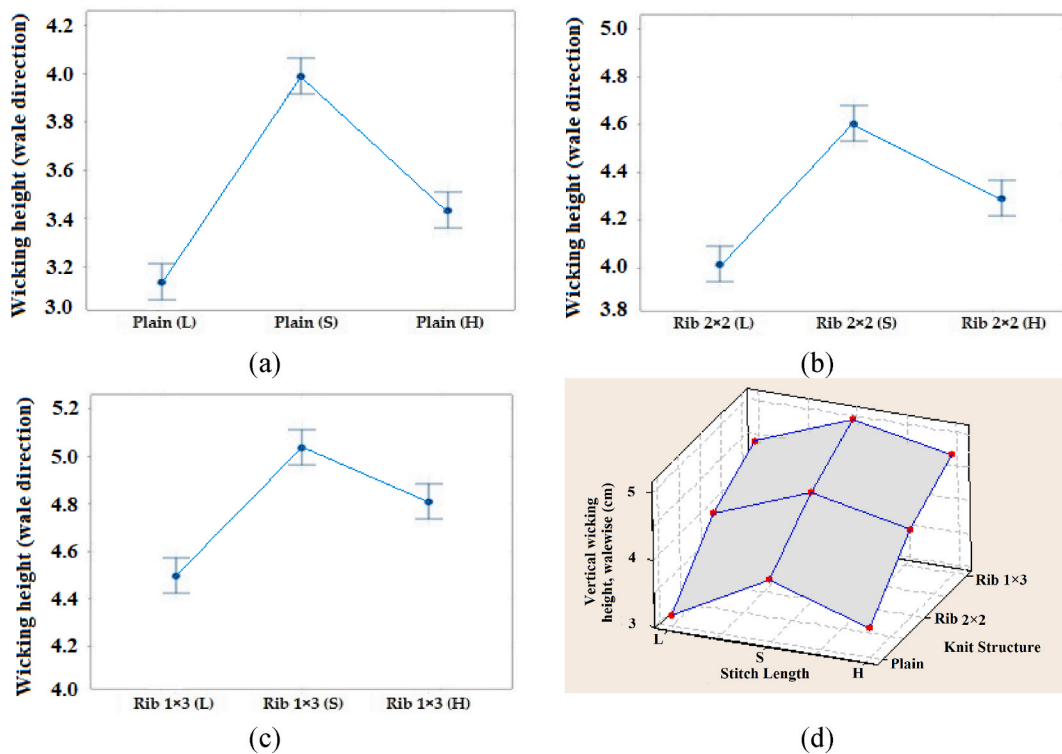 Wicking height (wale direction)
4.2
4.0
3.8
3.6
3.4
3.2
3.0
Plain (L)
Plain (S)
Plain (H)
(a)
Wicking height (wale direction)
5.0
4.8
4.6
4.4
4.2
4.0
3.8
Rib 2×2 (L)
Rib 2×2 (S)
Rib 2×2 (H)
(b)
Wicking height (wale direction)
5.2
5.0
4.8
4.6
4.4
4.2
4.0
Rib 1×3 (L)
Rib 1×3 (S)
Rib 1×3 (H)
(c)
Vertical wicking
height, walewise (cm)
5
4
3
L
S
H
Stitch Length
Plain
Rib 2×2
Rib 1×3
Knit Structure
(d)